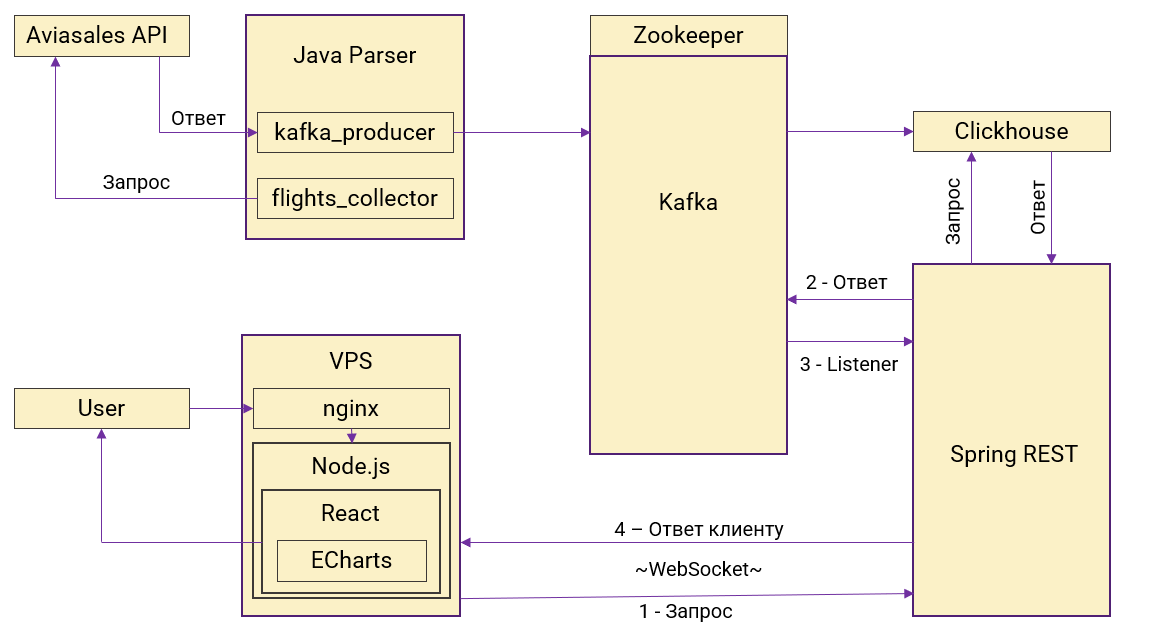 Aviasales API
Java Parser
Zookeeper
Ответ
kafka_producer
Clickhouse
Запрос
flights_collector
Kafka
Запрос
Ответ
2 - Ответ
3 - Listener
VPS
User
nginx
Node.js
React
ECharts
Spring REST
4 – Ответ клиенту
~WebSocket~
1 - Запрос